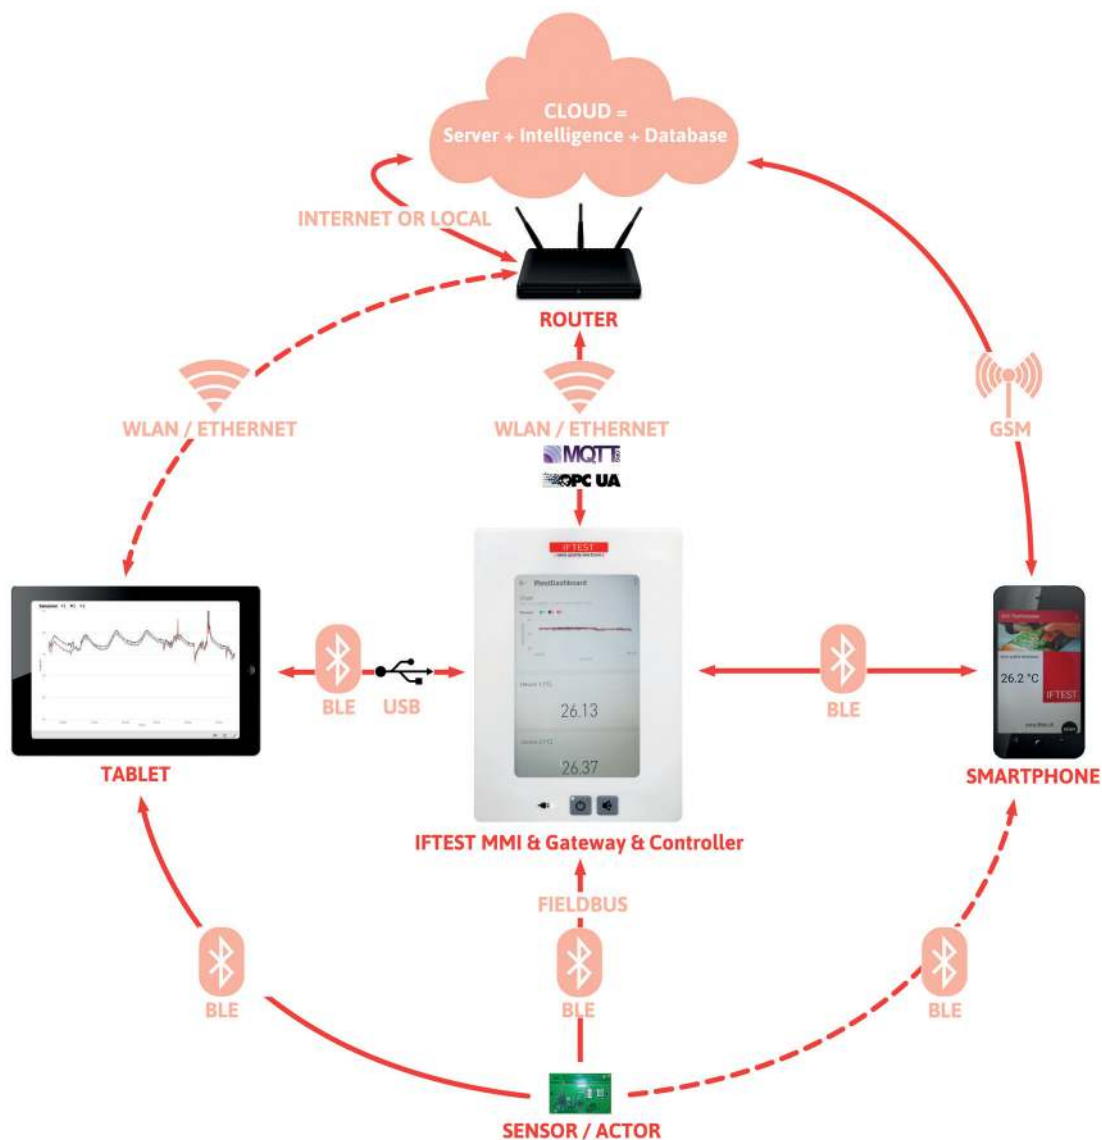 CLOUD =
Server + Intelligence + Database
INTERNET OR LOCAL
ROUTER
WLAN / ETHERNET
WLAN / ETHERNET
GSM
MQTT
OPC UA
IFTEST
IftestDashboard
26.13
26.37
BLE
USB
BLE
26.2 °C
IFTEST
TABLET
SMARTPHONE
IFTEST MMI & Gateway & Controller
FIELDBUS
BLE
BLE
BLE
SENSOR / ACTOR